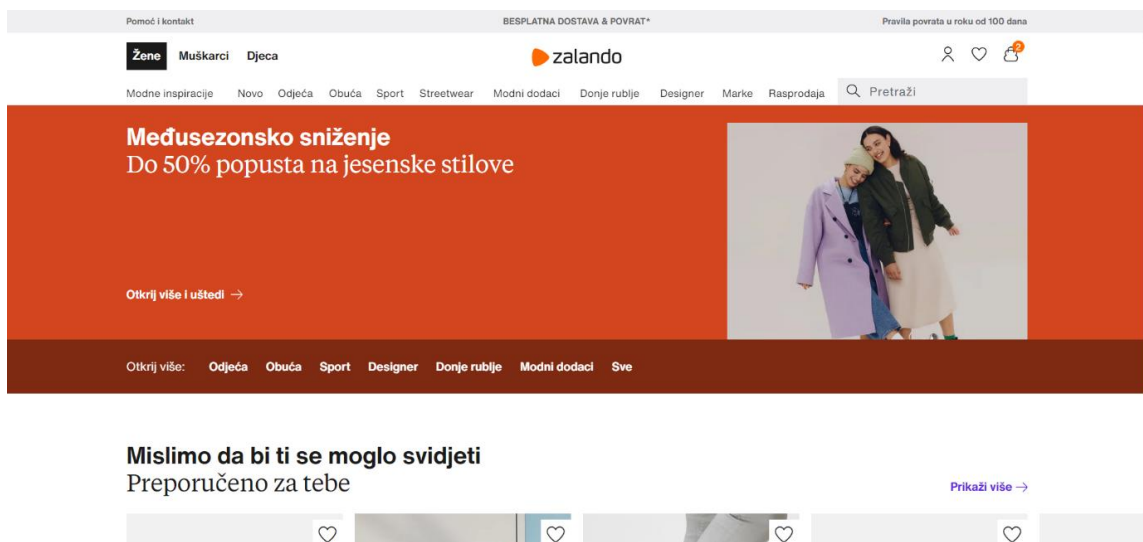 Pomoć i kontakt
BESPLATNA DOSTAVA & POVRAT*
Pravila povrata u roku od 100 dana
Žene Muškarci Djeca
zalando
2
Modne inspiracije Novo Odjeća Obuća Sport Streetwear Modni dodaci Donje rublje Designer Marke Rasprodaja
Pretraži
Međusezonsko sniženje
Do 50% popusta na jesenske stilove
Otkrij više i uštedi →
Otkrij više: Odjeća Obuća Sport Designer Donje rublje Modni dodaci Sve
Mislimo da bi ti se moglo svidjeti
Preporučeno za tebe
Prikaži više →